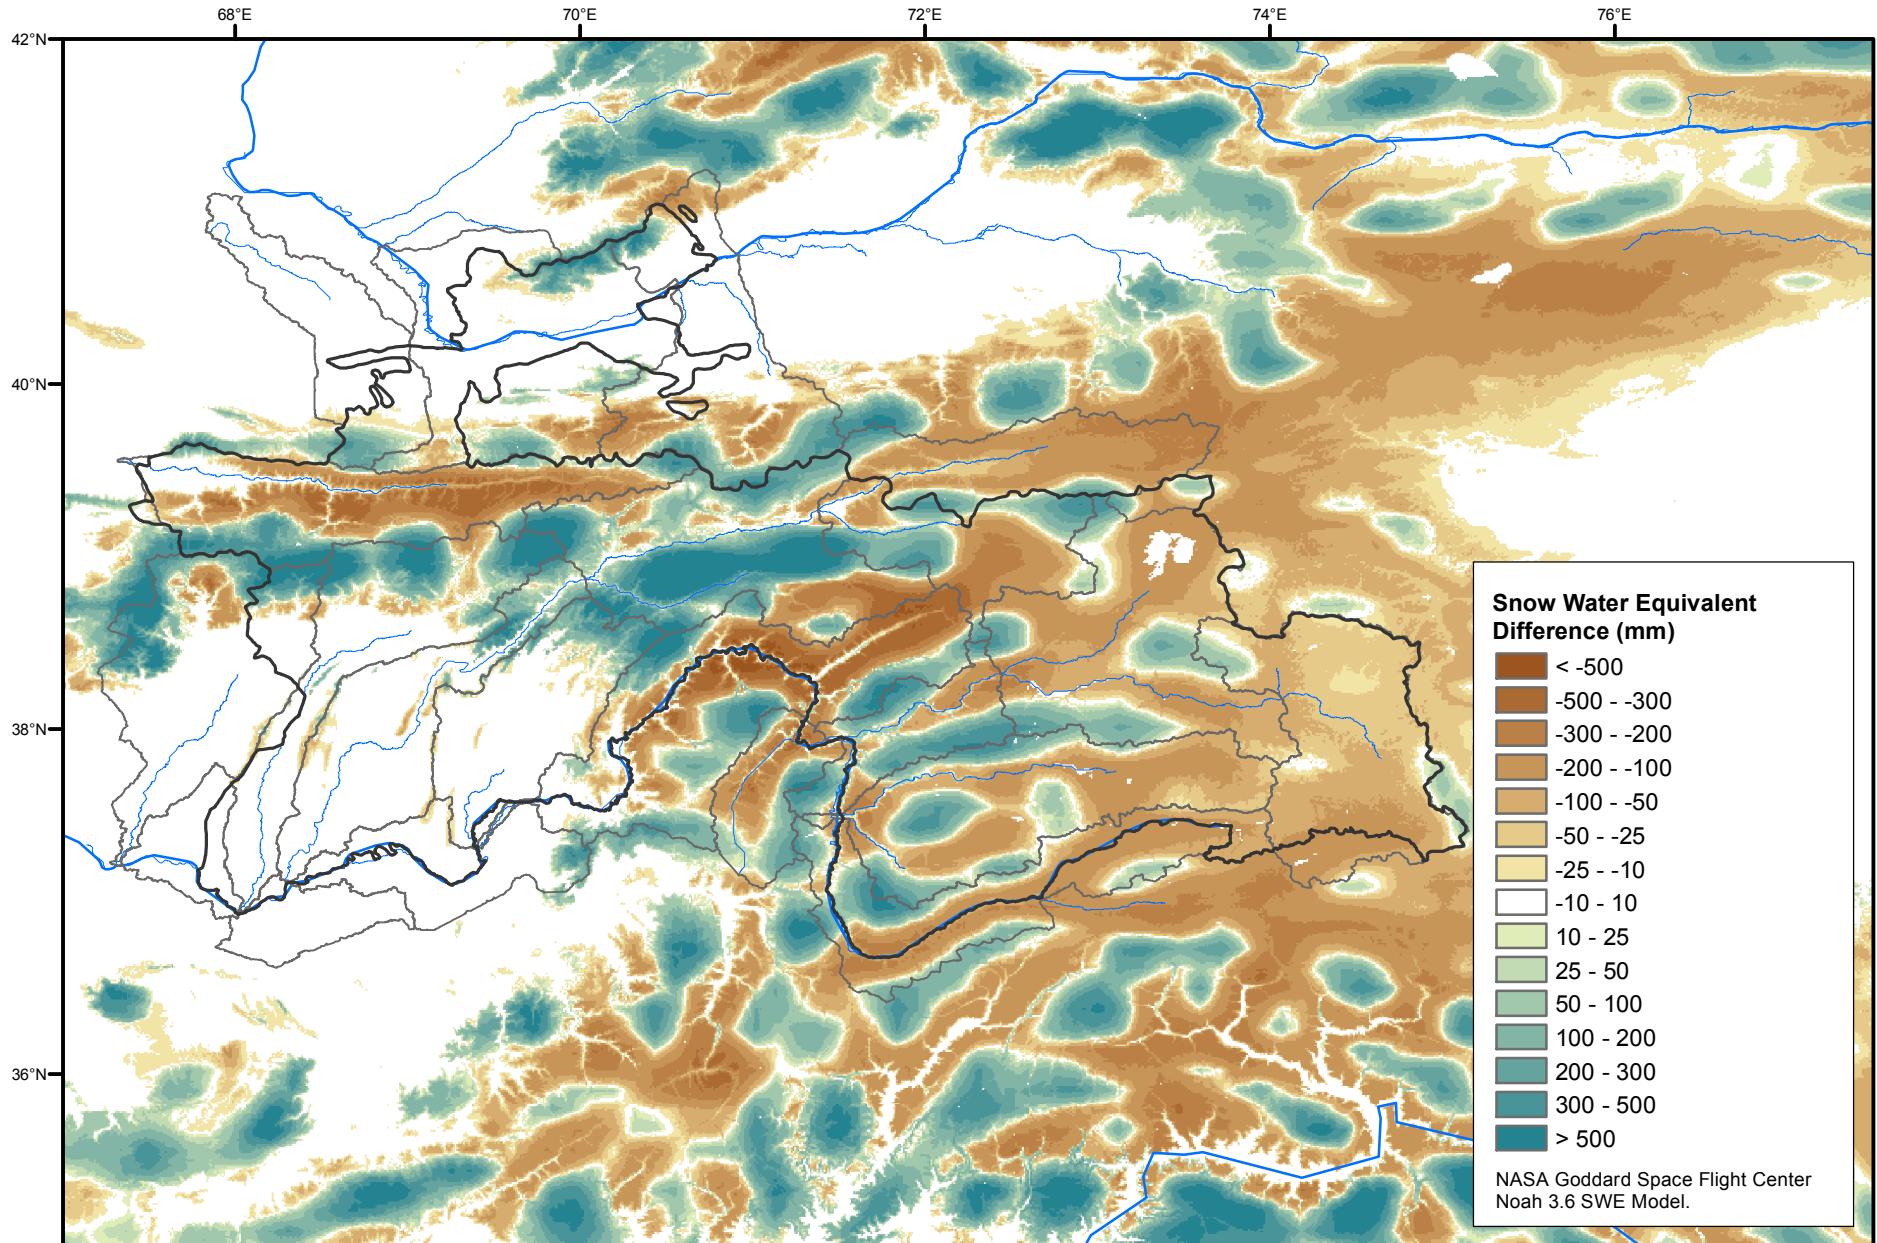 68°E 70°E 72°E 74°E 76°E
42°N
40°N
38°N
36°N
Snow Water Equivalent
Difference (mm)
< -500
-500 - -300
-300 - -200
-200 - -100
-100 - -50
-50 - -25
-25 - -10
-10 - 10
10 - 25
25 - 50
50 - 100
100 - 200
200 - 300
300 - 500
> 500
NASA Goddard Space Flight Center
Noah 3.6 SWE Model.